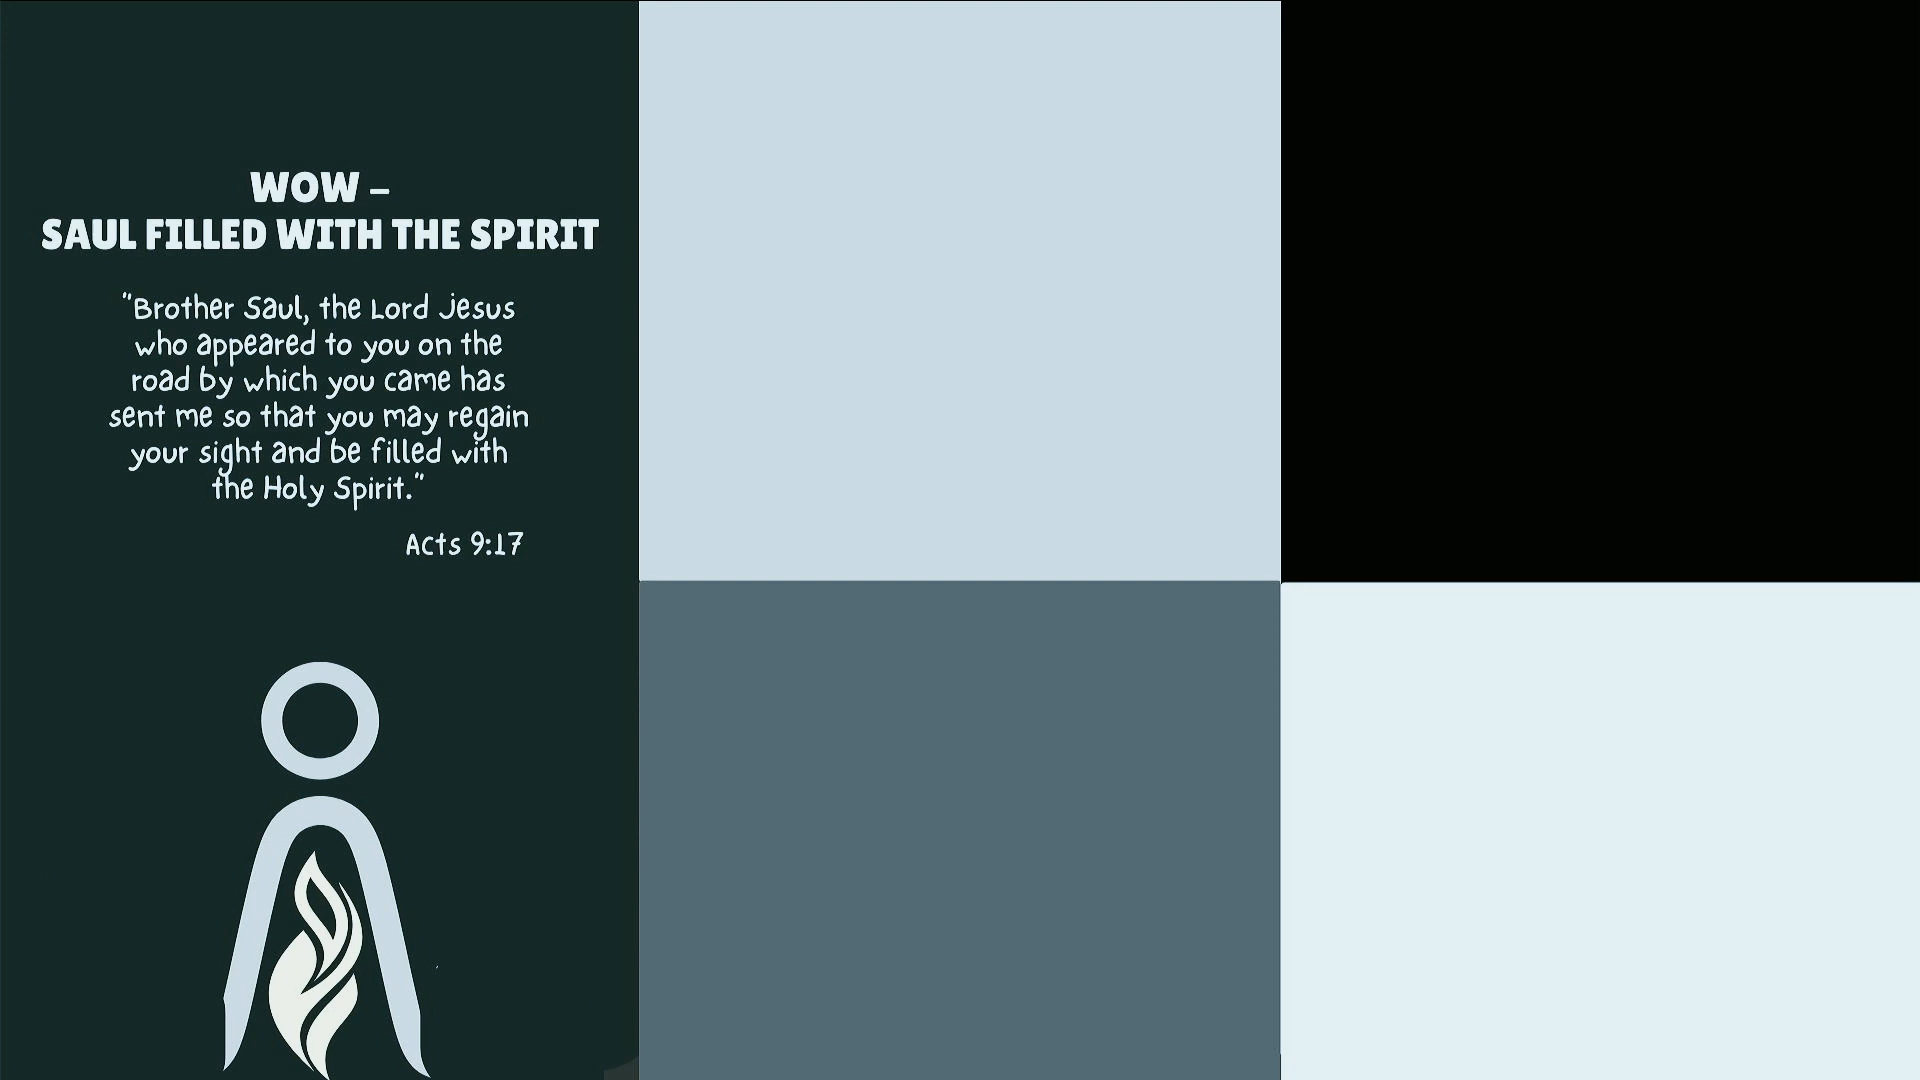 WOW –
SAUL FILLED WITH THE SPIRIT
"Brother Saul, the Lord Jesus
who appeared to you on the
road by which you came has
sent me so that you may regain
your sight and be filled with
the Holy Spirit."
Acts 9:17